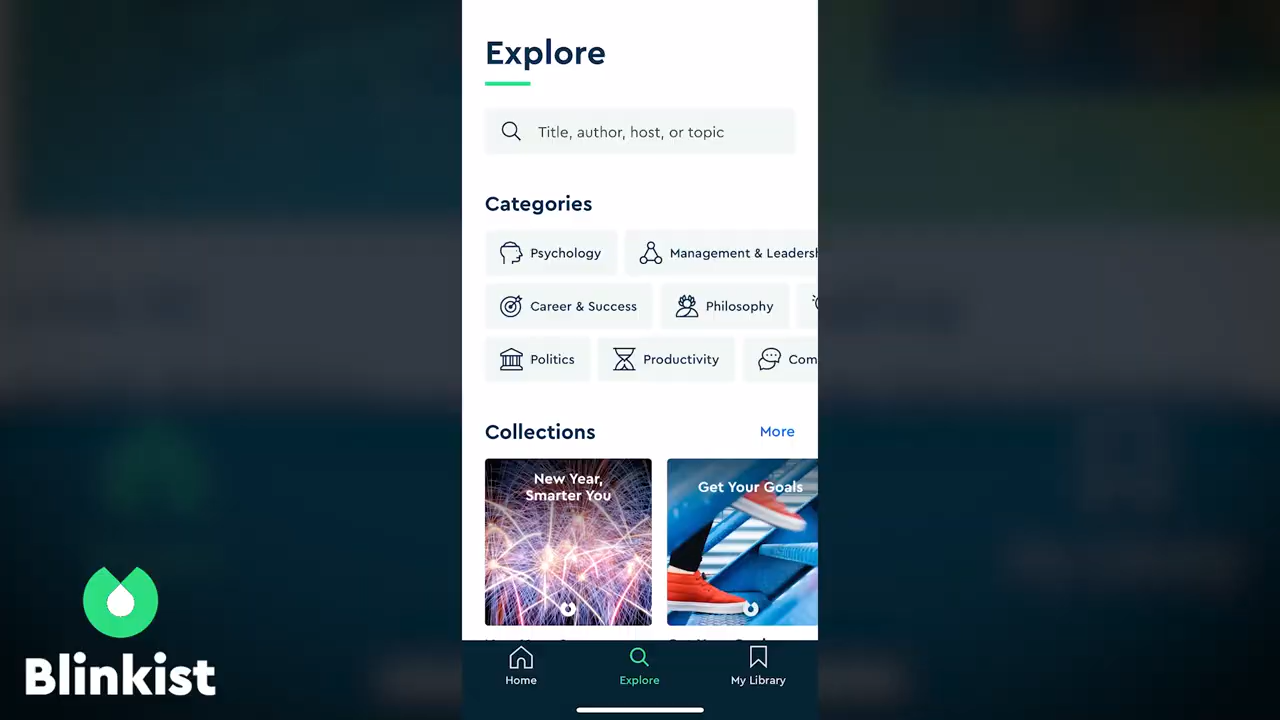 Explore
Title, author, host, or topic
Categories
Psychology
Management & Leadersh
Career & Success
Philosophy
Politics
Productivity
Com
Collections
More
New Year,
Smarter You
Get Your Goals
Home
Explore
My Library
Blinkist